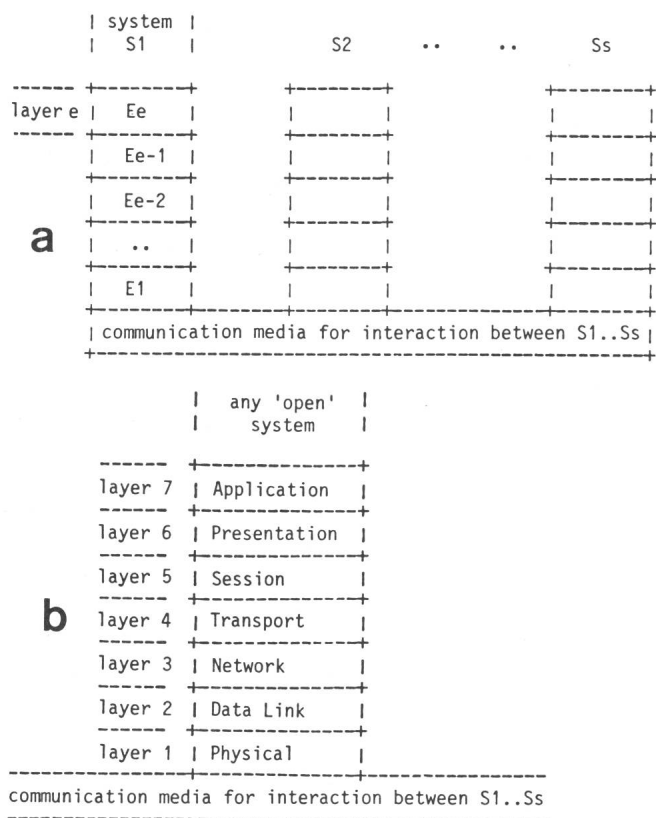 system
S1 S2 .. .. Ss
layer e Ee
Ee-1
Ee-2
..
E1
communication media for interaction between S1..Ss
a
any 'open'
system
layer 7 Application
layer 6 Presentation
layer 5 Session
layer 4 Transport
layer 3 Network
layer 2 Data Link
layer 1 Physical
communication media for interaction between S1..Ss
b